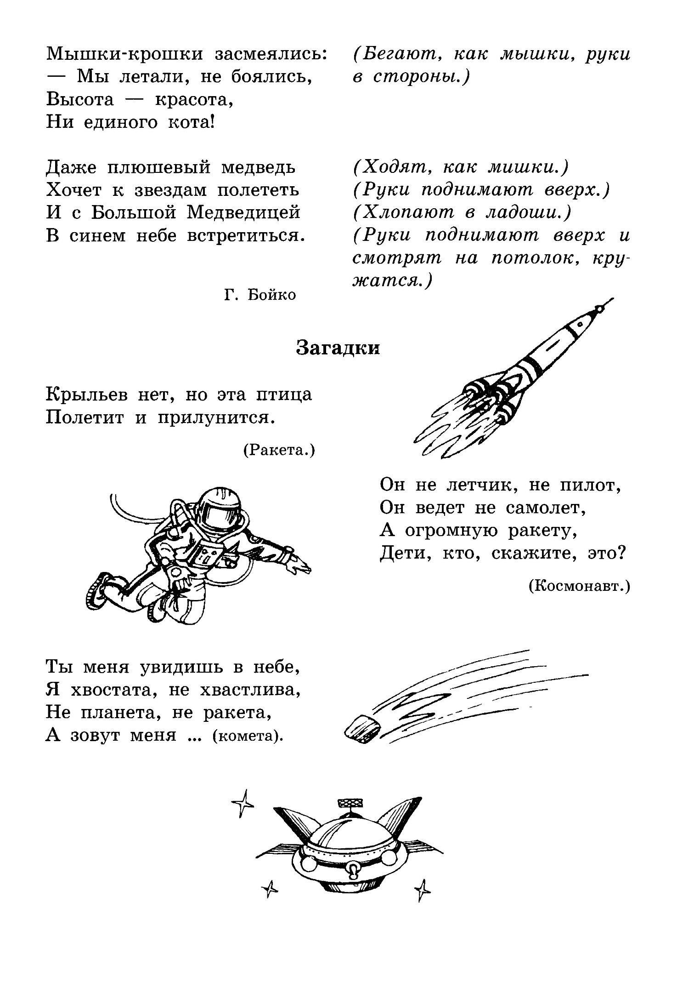 Мышки-крошки засмеялись:
— Мы летали, не боялись,
Высота — красота,
Ни единого кота!
(Бегают, как мышки, руки
в стороны.)
Даже плюшевый медведь
Хочет к звездам полететь
И с Большой Медведицей
В синем небе встретиться.
(Ходят, как мишки.)
(Руки поднимают вверх.)
(Хлопают в ладоши.)
(Руки поднимают вверх и
смотрят на потолок, кру-
жатся.)
Г. Бойко
Загадки
Крыльев нет, но эта птица
Полетит и прилунится.
(Ракета.)
Он не летчик, не пилот,
Он ведет не самолет,
А огромную ракету,
Дети, кто, скажите, это?
(Космонавт.)
Ты меня увидишь в небе,
Я хвостата, не хвастлива,
Не планета, не ракета,
А зовут меня ... (комета).